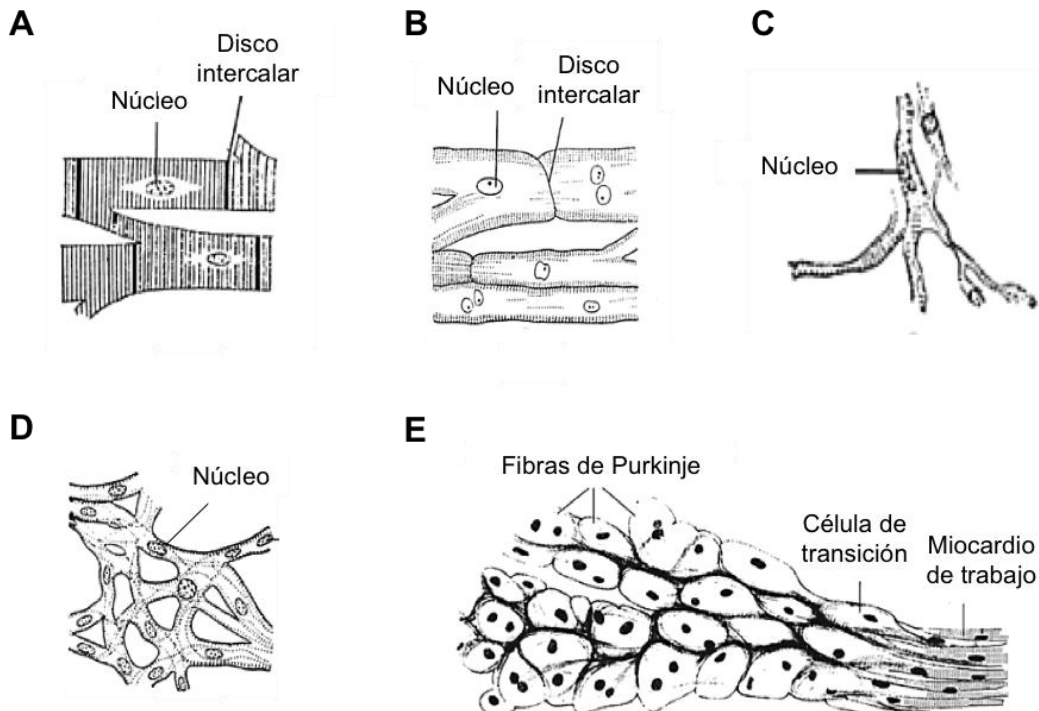 A
Disco
intercalar
Núcleo
B
Núcleo
Disco
intercalar
C
Núcleo
D
Núcleo
E
Fibras de Purkinje
Célula de
transición
Miocardio
de trabajo